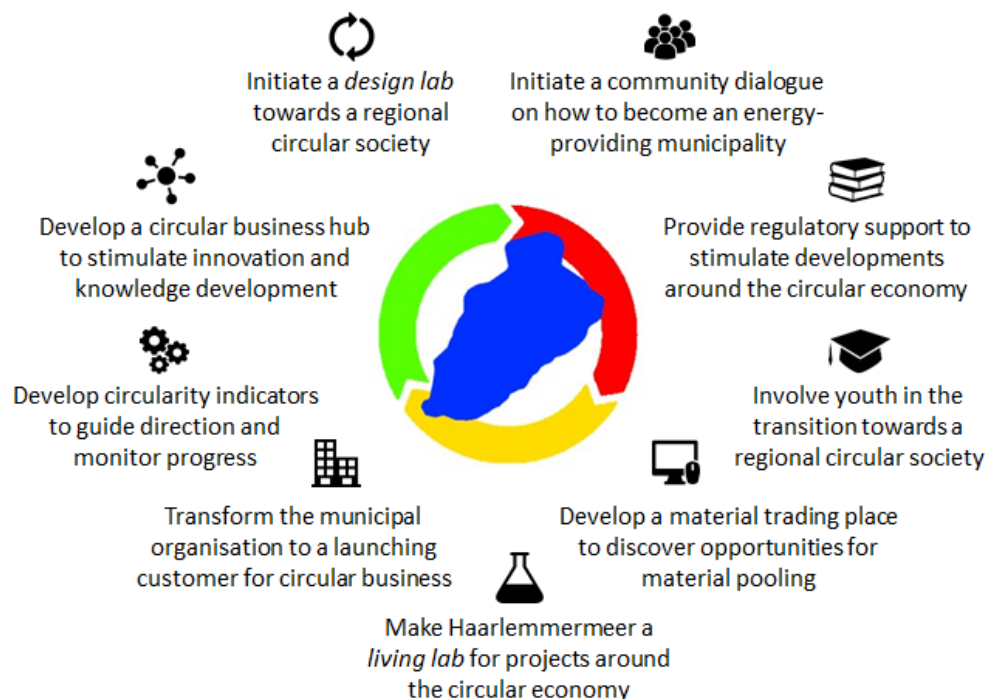 Initiate a design lab
towards a regional
circular society
Initiate a community dialogue
on how to become an energy-
providing municipality
Develop a circular business hub
to stimulate innovation and
knowledge development
Provide regulatory support to
stimulate developments
around the circular economy
Develop circularity indicators
to guide direction and
monitor progress
Involve youth in the
transition towards a
regional circular society
Transform the municipal
organisation to a launching
customer for circular business
Develop a material trading place
to discover opportunities for
material pooling
Make Haarlemmermeer a
living lab for projects around
the circular economy